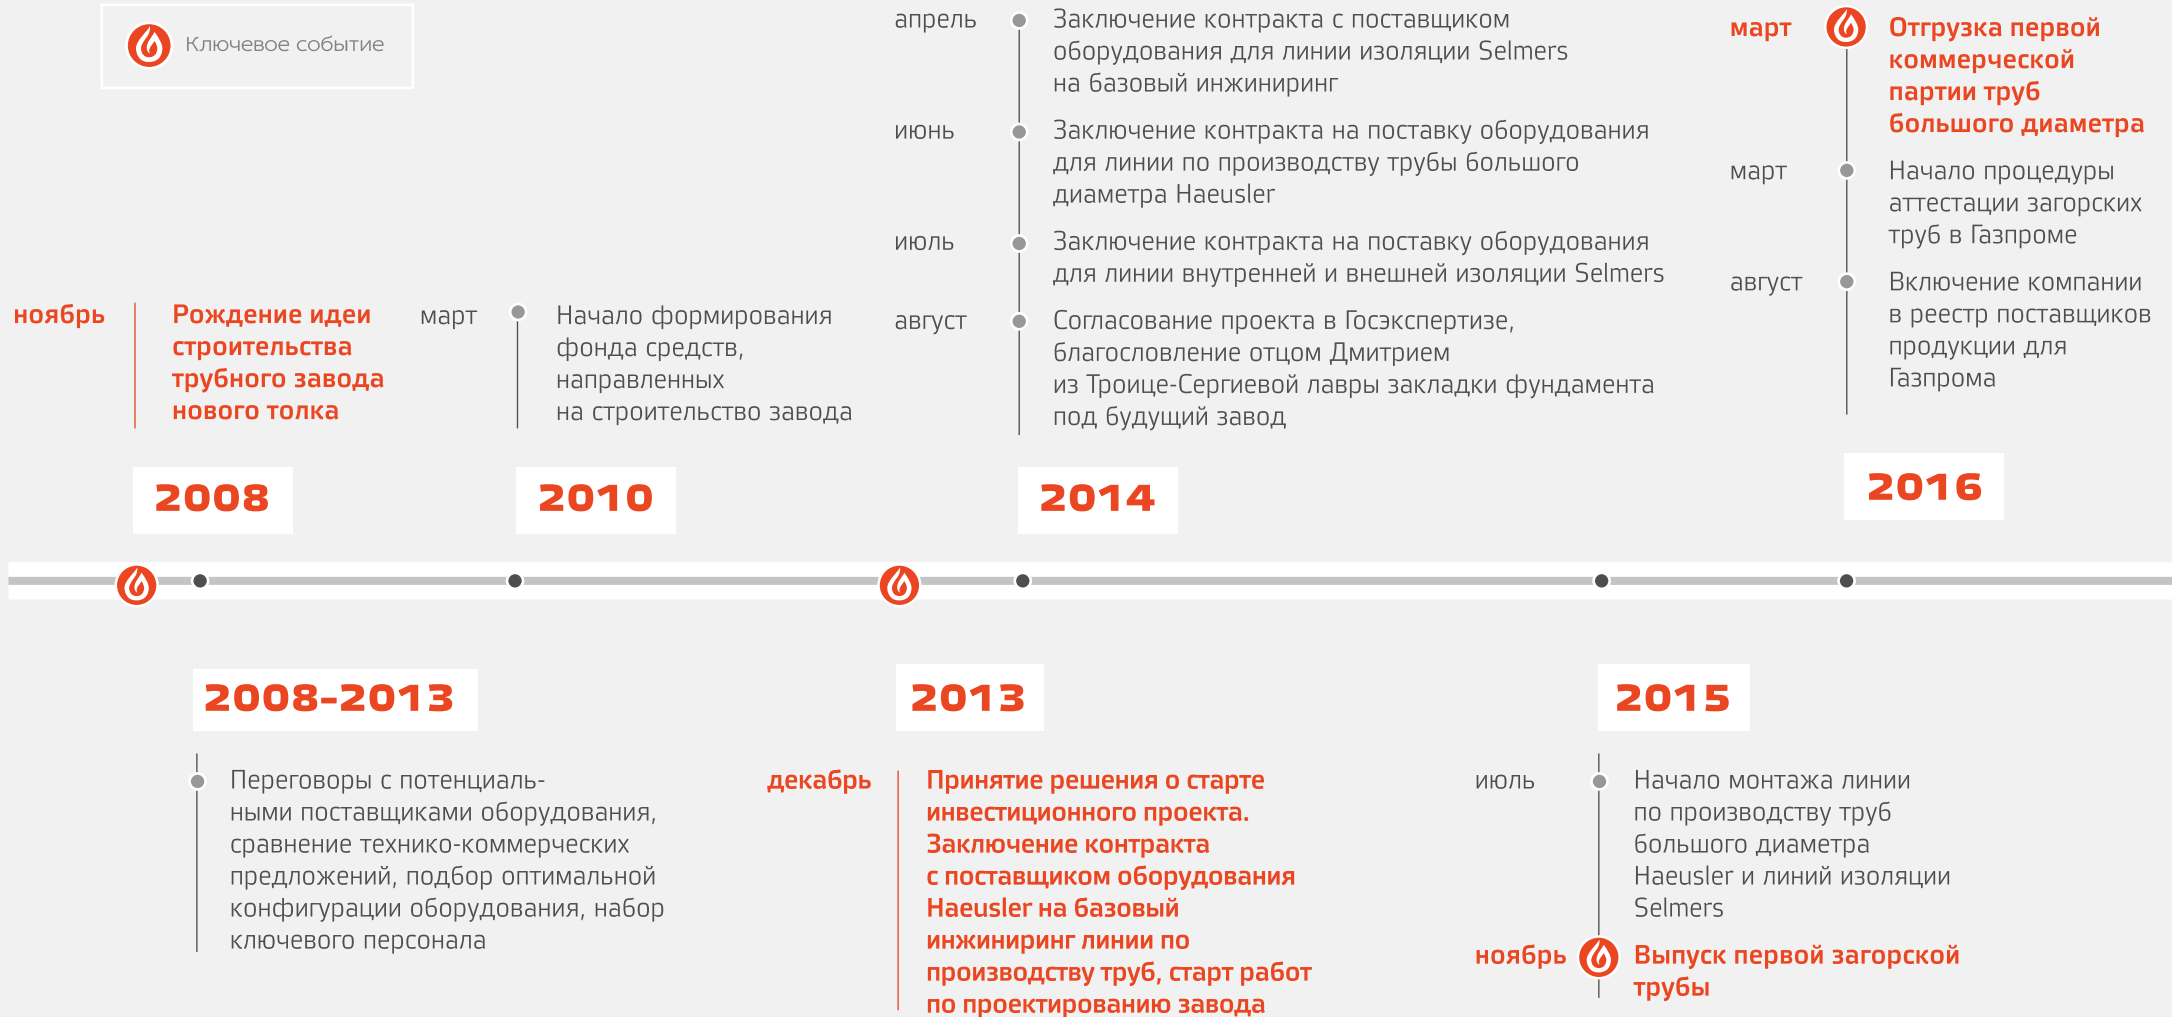 Ключевое событие
ноябрь
Рождение идеи
строительства
трубного завода
нового толка
2008
март
Начало формирования
фонда средств,
направленных
на строительство завода
2010
апрель
Заключение контракта с поставщиком
оборудования для линии изоляции Selmers
на базовый инжиниринг
июнь
Заключение контракта на поставку оборудования
для линии по производству трубы большого
диаметра Haeusler
июль
Заключение контракта на поставку оборудования
для линии внутренней и внешней изоляции Selmers
август
Согласование проекта в Госэкспертизе,
благословление отцом Дмитрием
из Троице-Сергиевой лавры закладки фундамента
под будущий завод
2014
март
Отгрузка первой
коммерческой
партии труб
большого диаметра
март
Начало процедуры
аттестации загорских
труб в Газпроме
август
Включение компании
в реестр поставщиков
продукции для
Газпрома
2016
2008-2013
Переговоры с потенциаль-
ными поставщиками оборудования,
сравнение технико-коммерческих
предложений, подбор оптимальной
конфигурации оборудования, набор
ключевого персонала
2013
декабрь
Принятие решения о старте
инвестиционного проекта.
Заключение контракта
с поставщиком оборудования
Haeusler на базовый
инжиниринг линии по
производству труб, старт работ
по проектированию завода
2015
июль
Начало монтажа линии
по производству труб
большого диаметра
Haeusler и линий изоляции
Selmers
ноябрь
Выпуск первой загорской
трубы